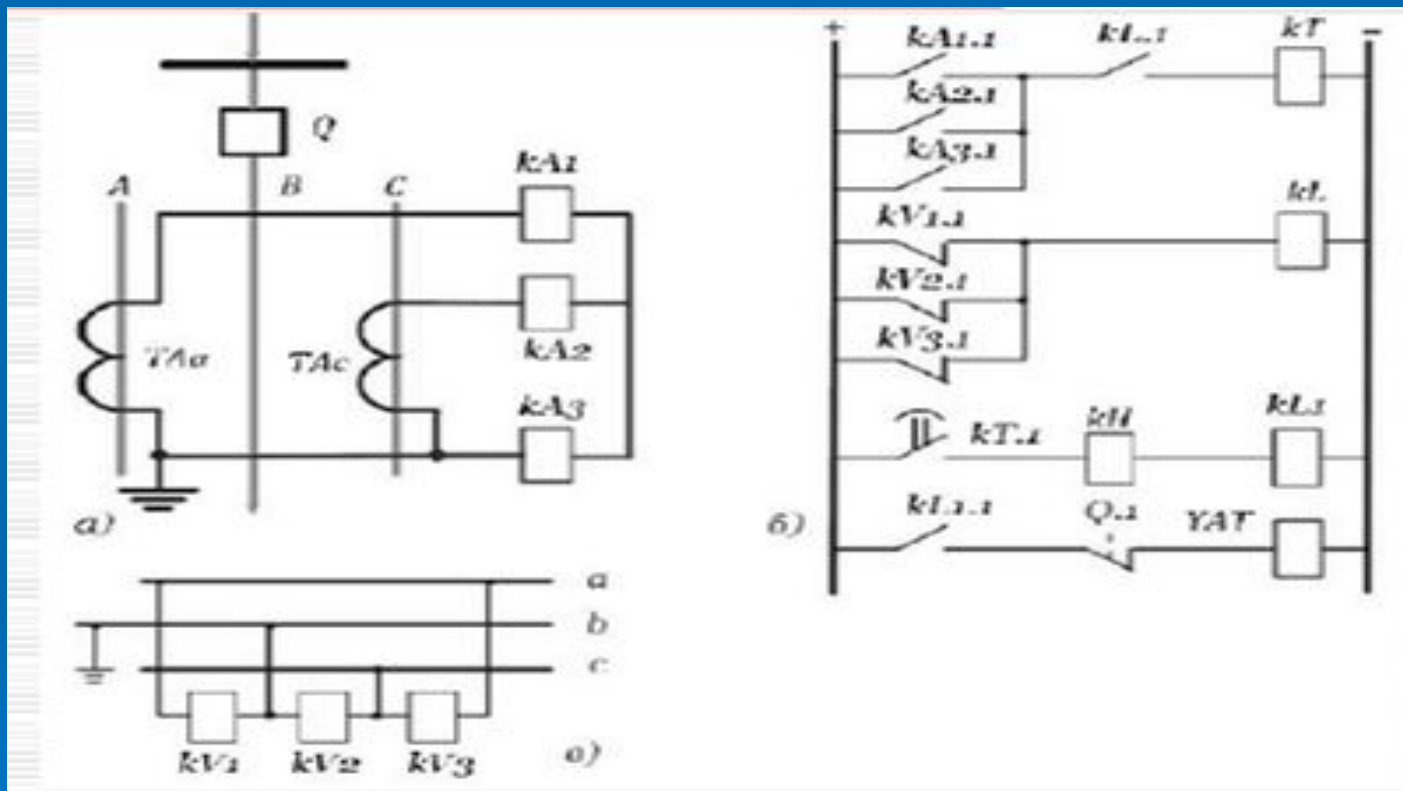 Q
A
B
C
kA1
TAa
TAc
kA2
kA3
а)
a
b
c
kV1
kV2
kV3
в)
+
kA1.1
kL.1
kT
−
kA2.1
kA3.1
kV1.1
kL
kV2.1
kV3.1
kT.1
kH
kL1
kL1.1
Q.1
YAT
б)